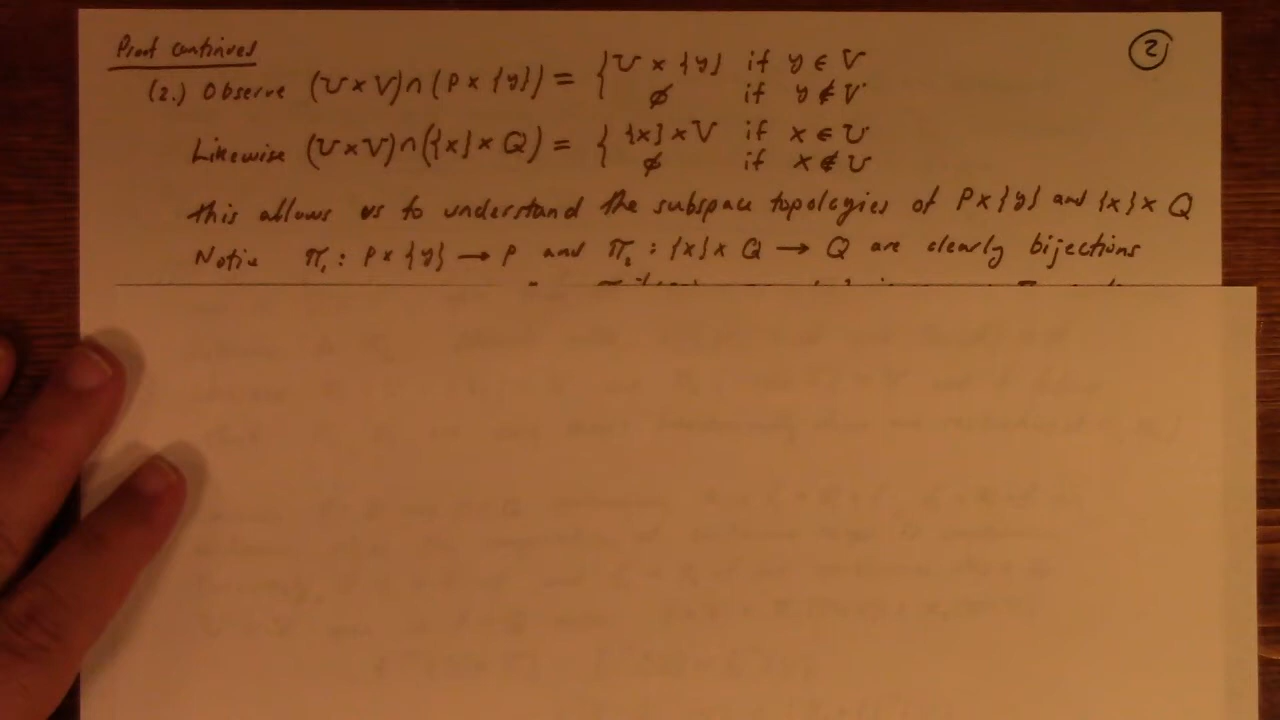 Proof continues
2
(2.) Observe (U × V) ∩ (P × {y}) = { U × {y} if y ∈ V
∅ if y ∉ V
Likewise (U × V) ∩ ({x} × Q) = { {x} × V if x ∈ U
∅ if x ∉ U
this allows us to understand the subspace topologies of P × {y} and {x} × Q
Notice π₁ : P × {y} → P and π₂ : {x} × Q → Q are clearly bijections